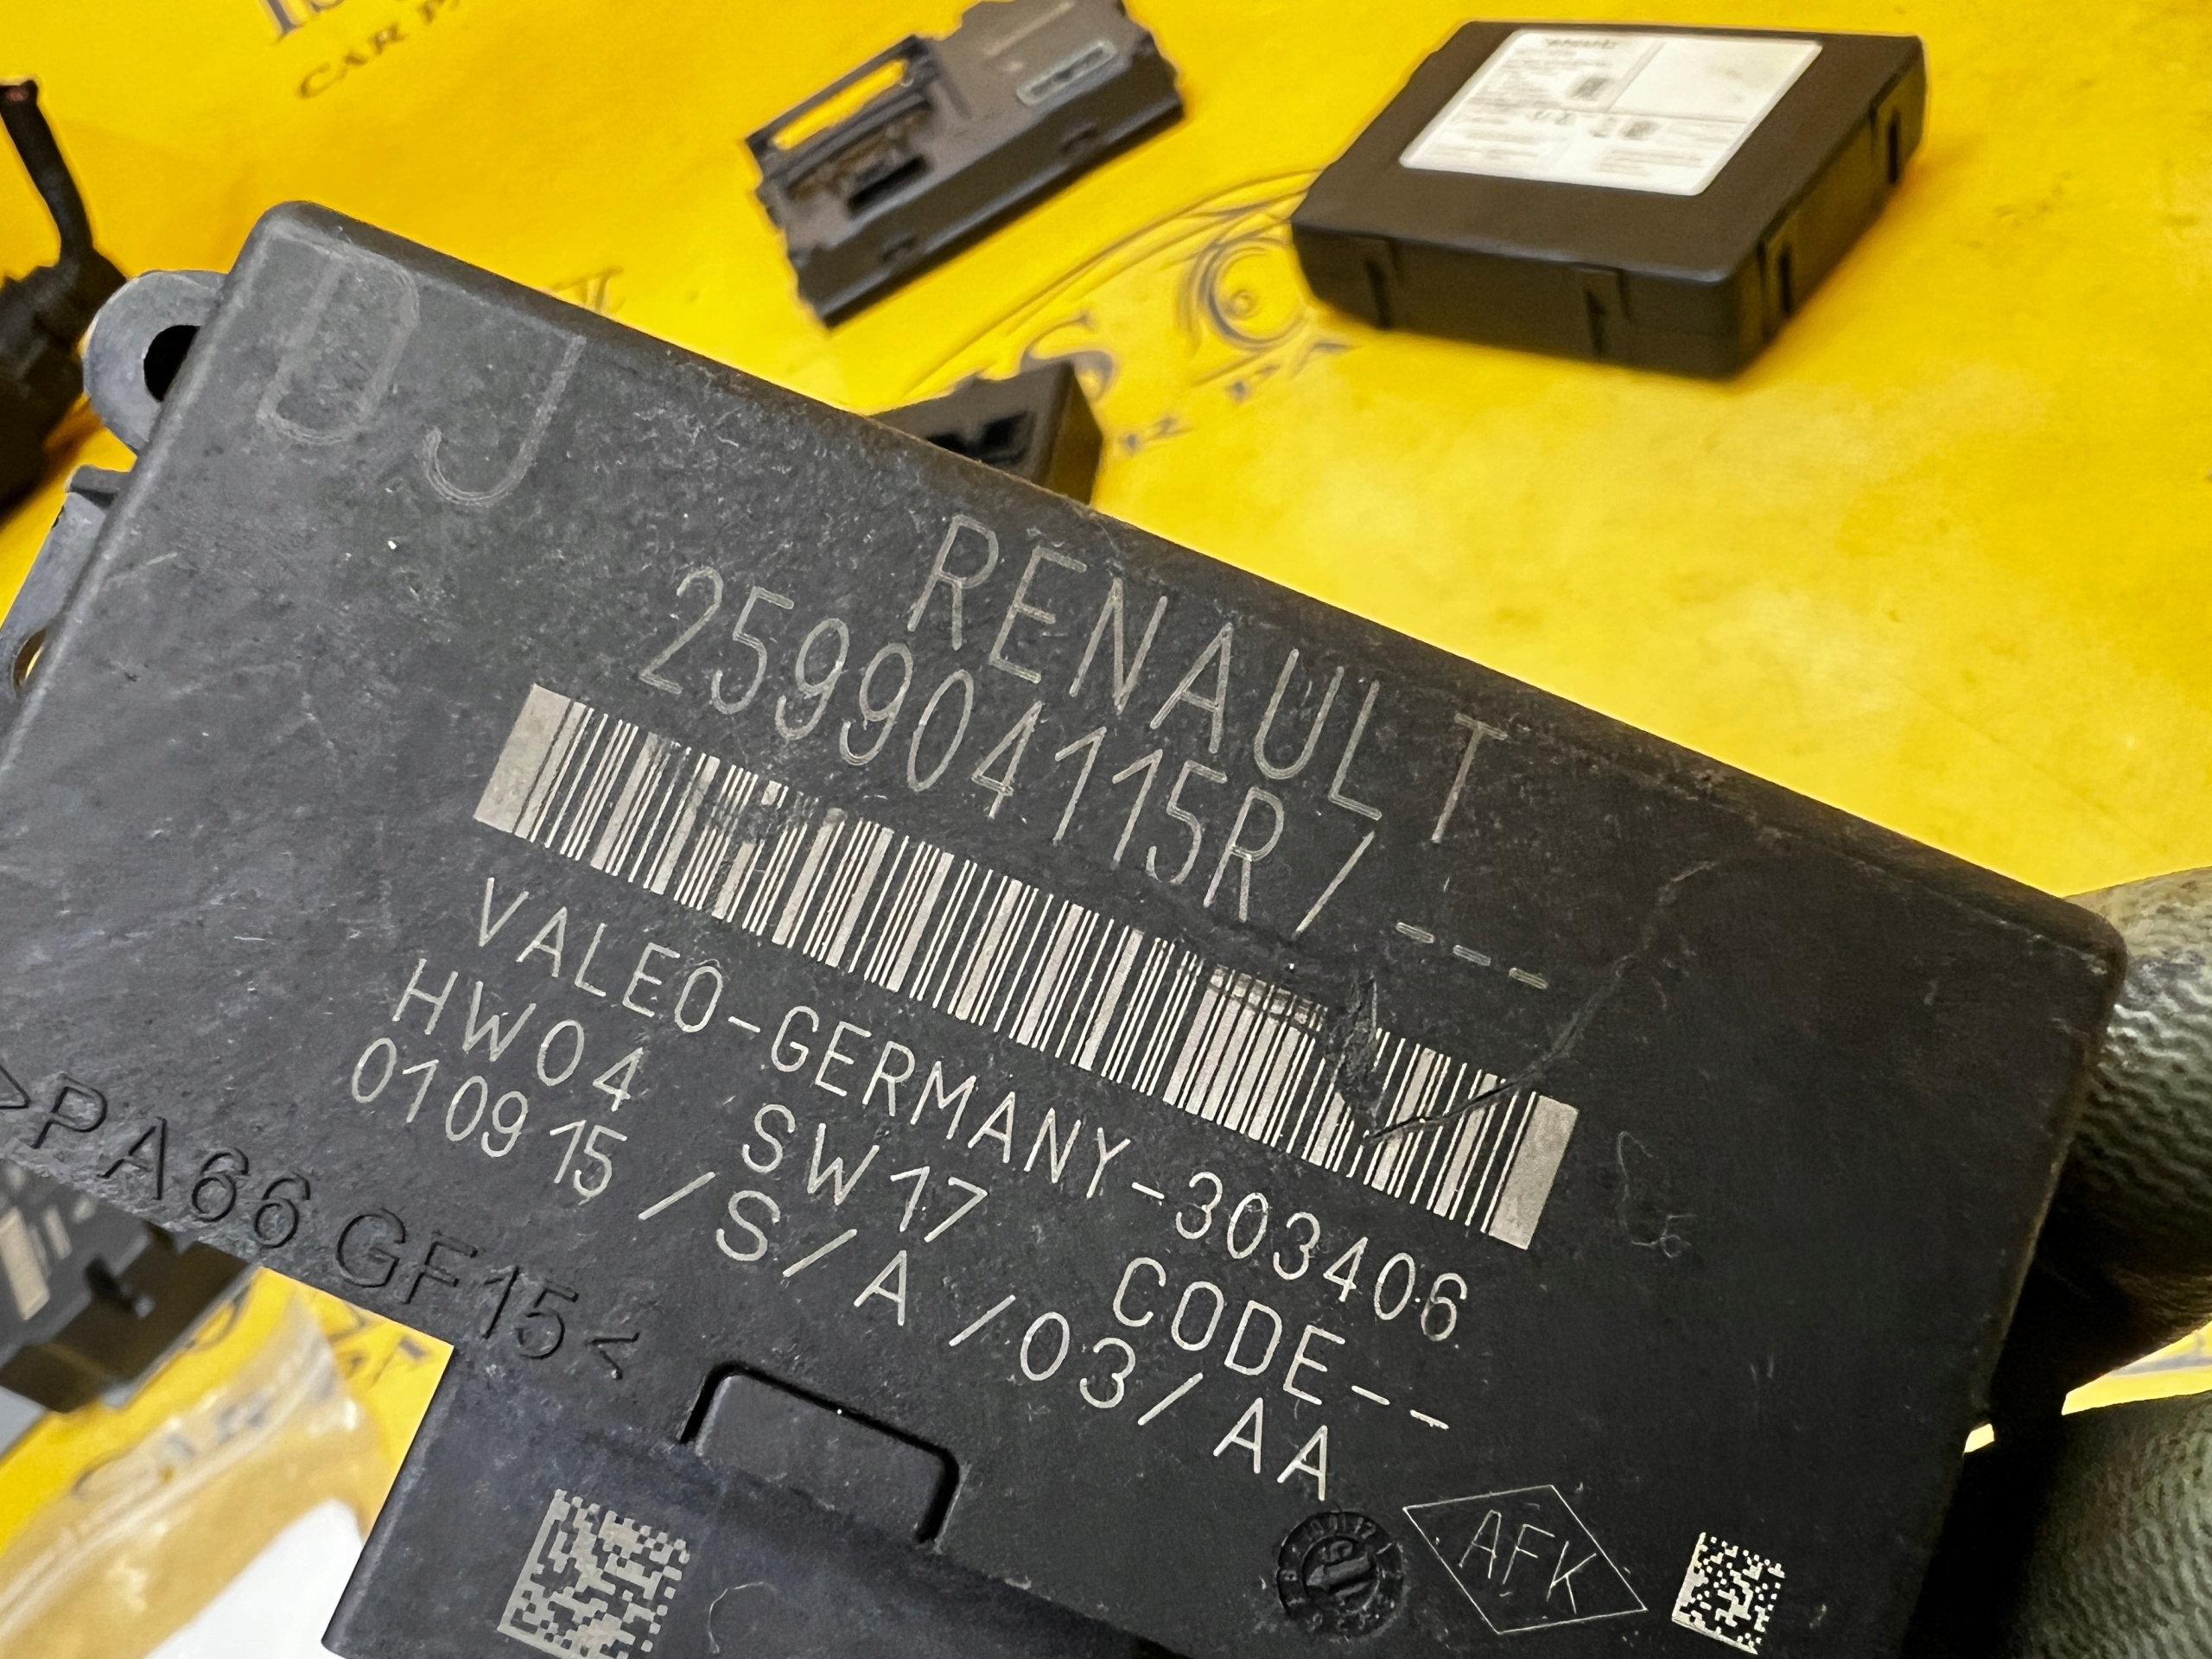 DJ
RENAULT
259904115R / ---
VALEO-GERMANY-303406
HW04 SW17 CODE--
010915/S/A/03/AA
>PA66 GF15<
AFK